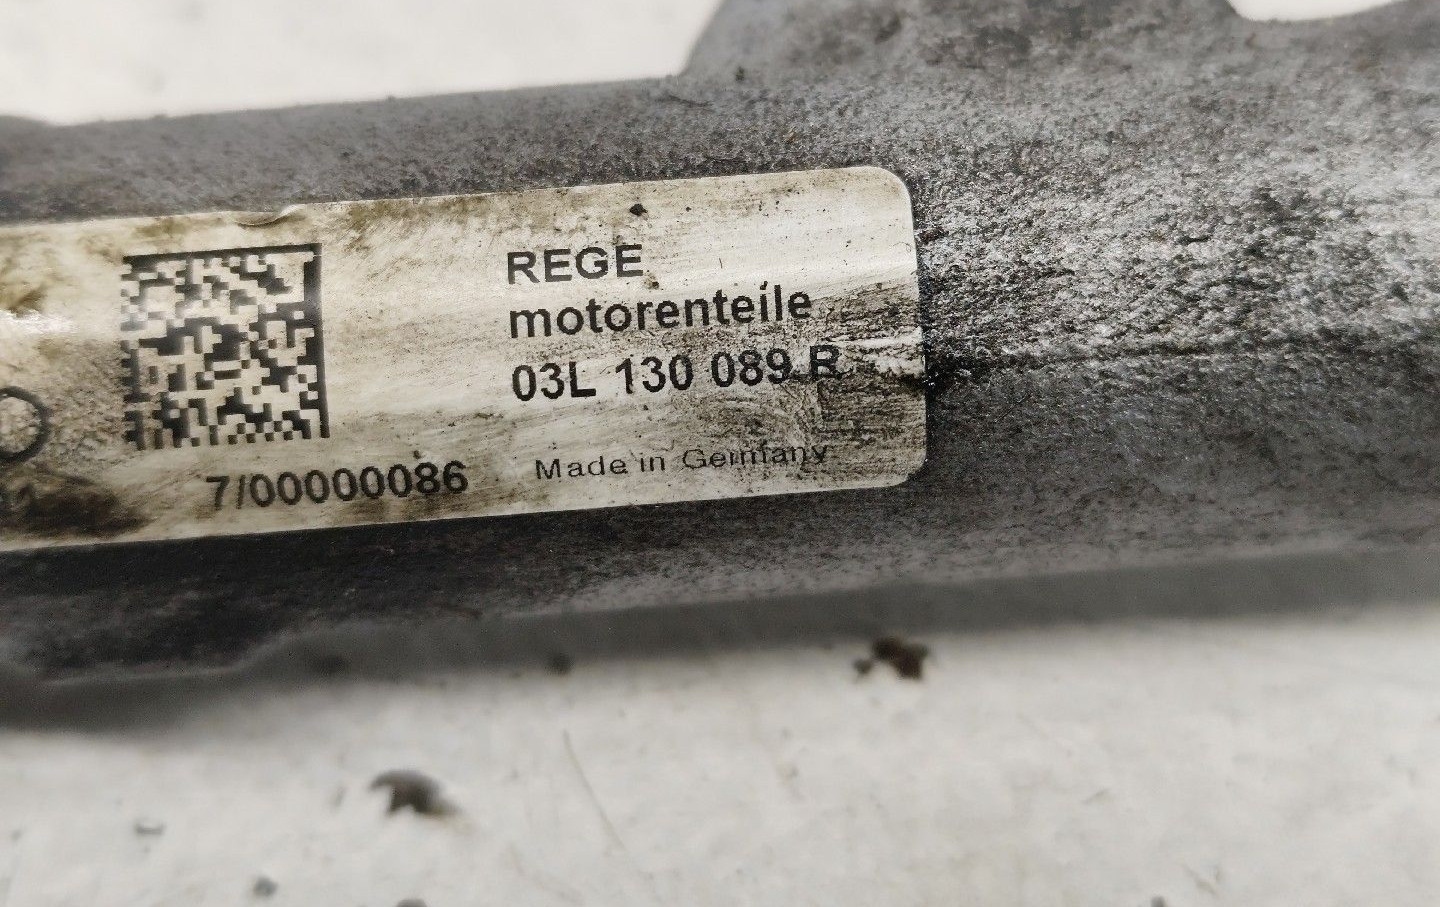 REGE
motorenteile
03L 130 089 R
Made in Germany
7/00000086